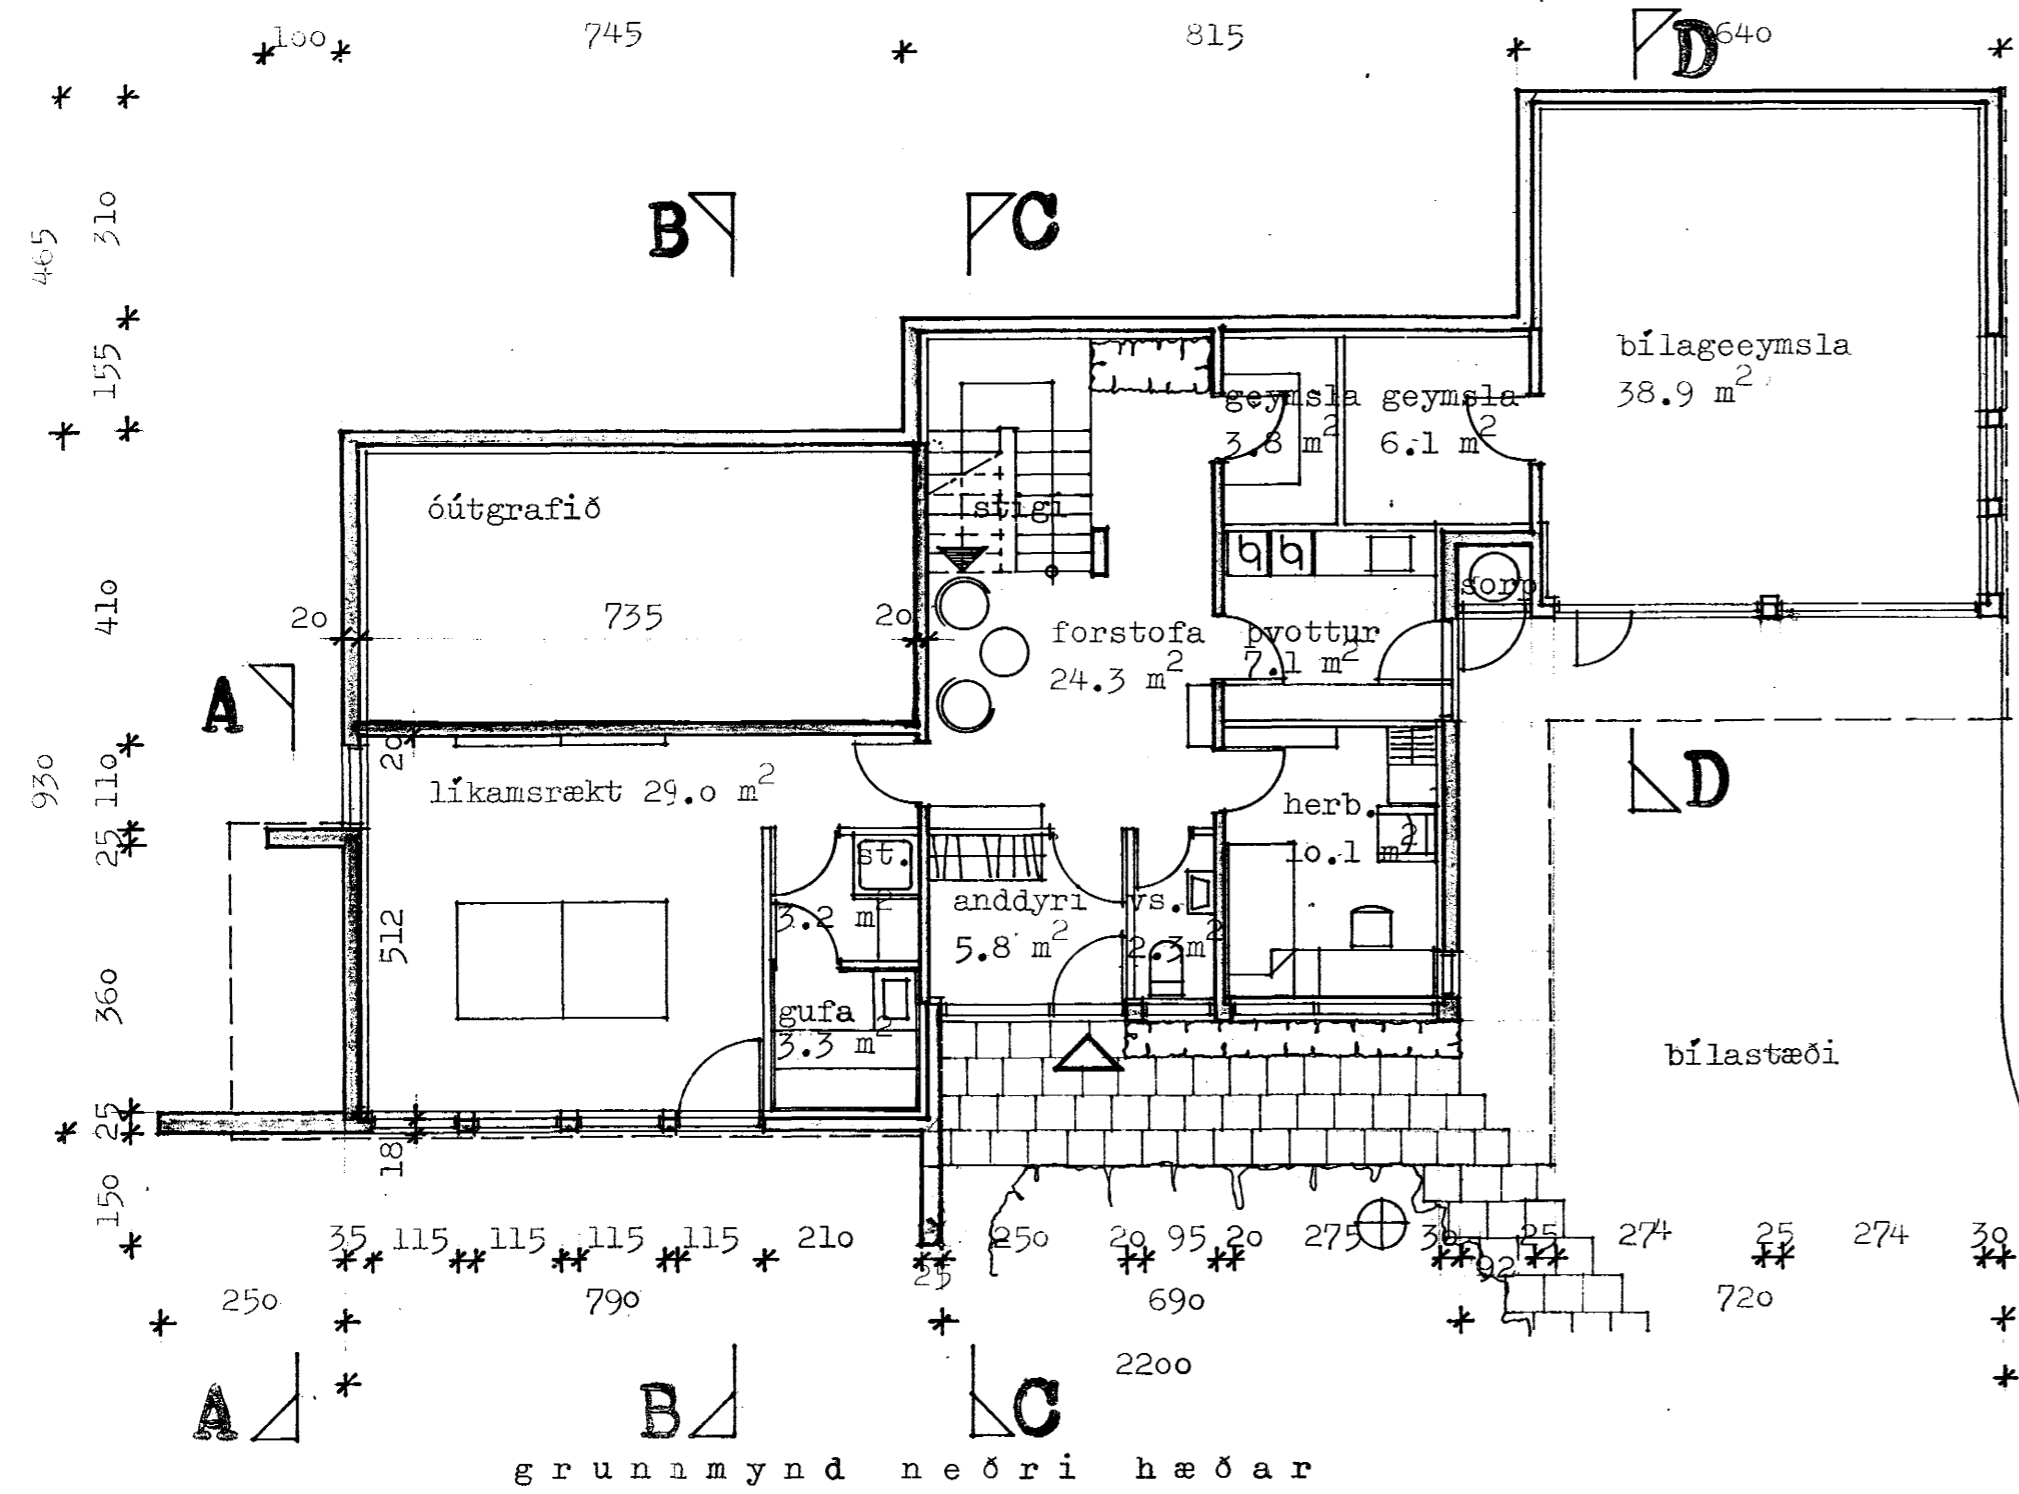 100 745 815 640
D
B C
465 310
155
bílageeymsla
38.9 m²
geymsla geymsla
3.8 m² 6.1 m²
óútgrafið
stigi
sorp
410
20 735 20
forstofa
24.3 m²
þvottur
7.1 m²
A
20
930 110
líkamsrækt 29.0 m²
D
herb.
10.1 m²
25
st.
3.2 m²
anddyri
5.8 m²
vs.
2.3 m²
512
360
gufa
3.3 m²
bílastæði
25
18
150
35 115 115 115 115 210 250 20 95 20 275 30 25 274 25 274 30
25 92
250 790 690 720
2200
A B C
grunnmynd neðri hæðar